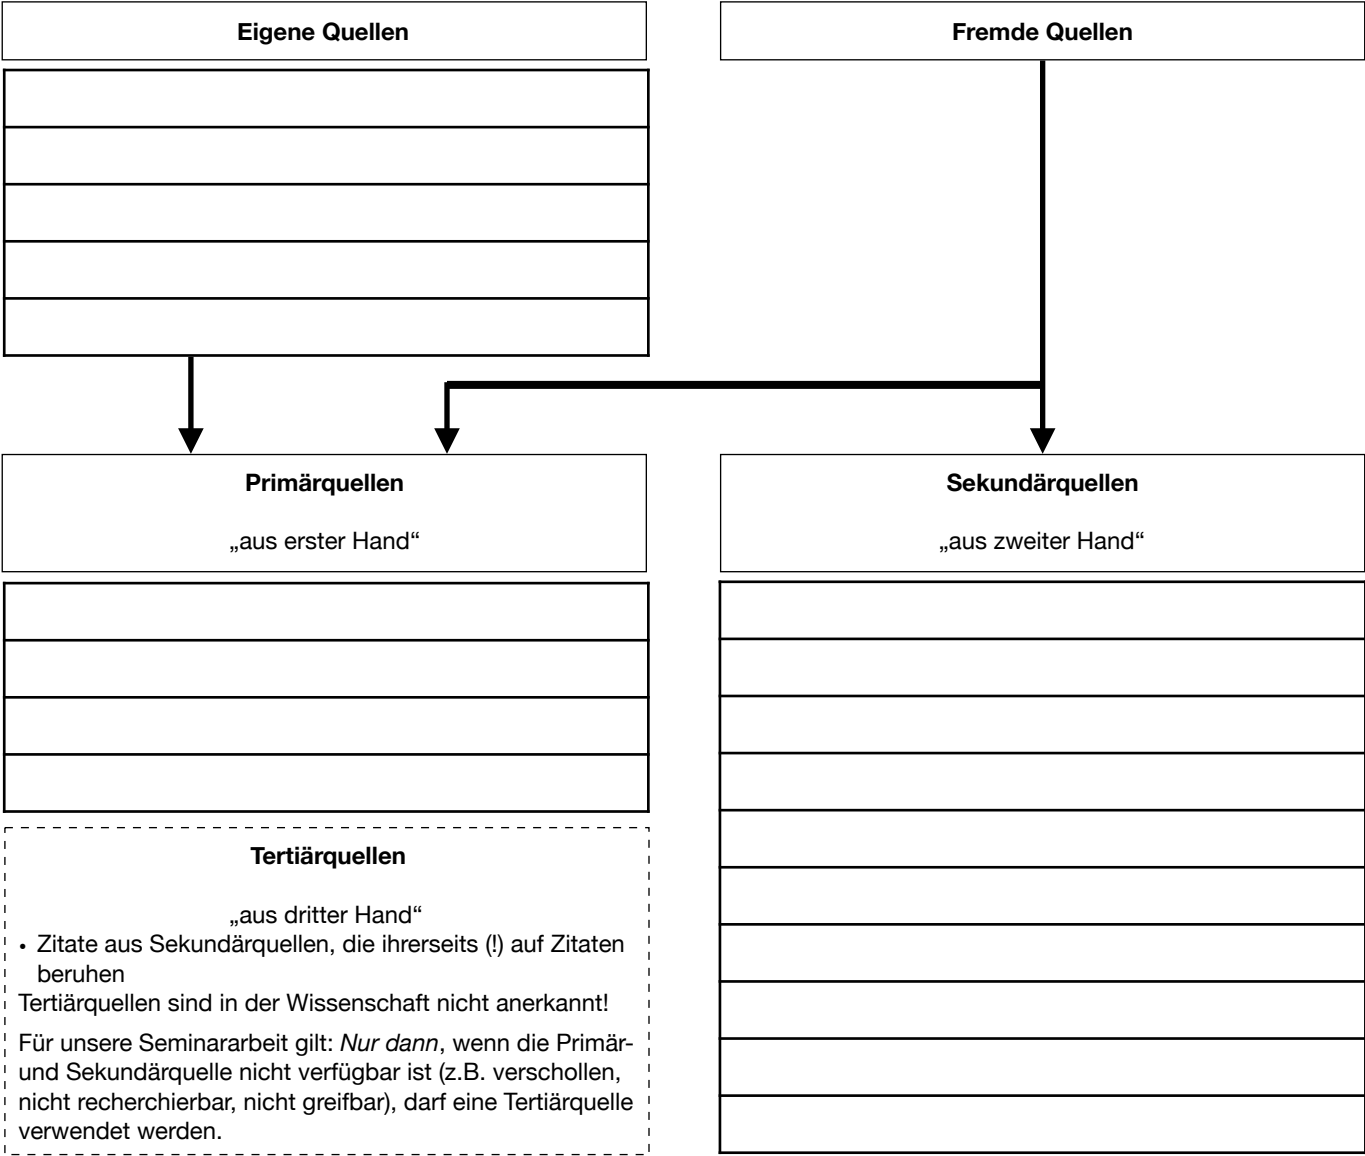 Eigene Quellen
Fremde Quellen
Primärquellen
„aus erster Hand“
Sekundärquellen
„aus zweiter Hand“
Tertiärquellen
„aus dritter Hand“
• Zitate aus Sekundärquellen, die ihrerseits (!) auf Zitaten
beruhen
Tertiärquellen sind in der Wissenschaft nicht anerkannt!
Für unsere Seminararbeit gilt: Nur dann, wenn die Primär-
und Sekundärquelle nicht verfügbar ist (z.B. verschollen,
nicht recherchierbar, nicht greifbar), darf eine Tertiärquelle
verwendet werden.